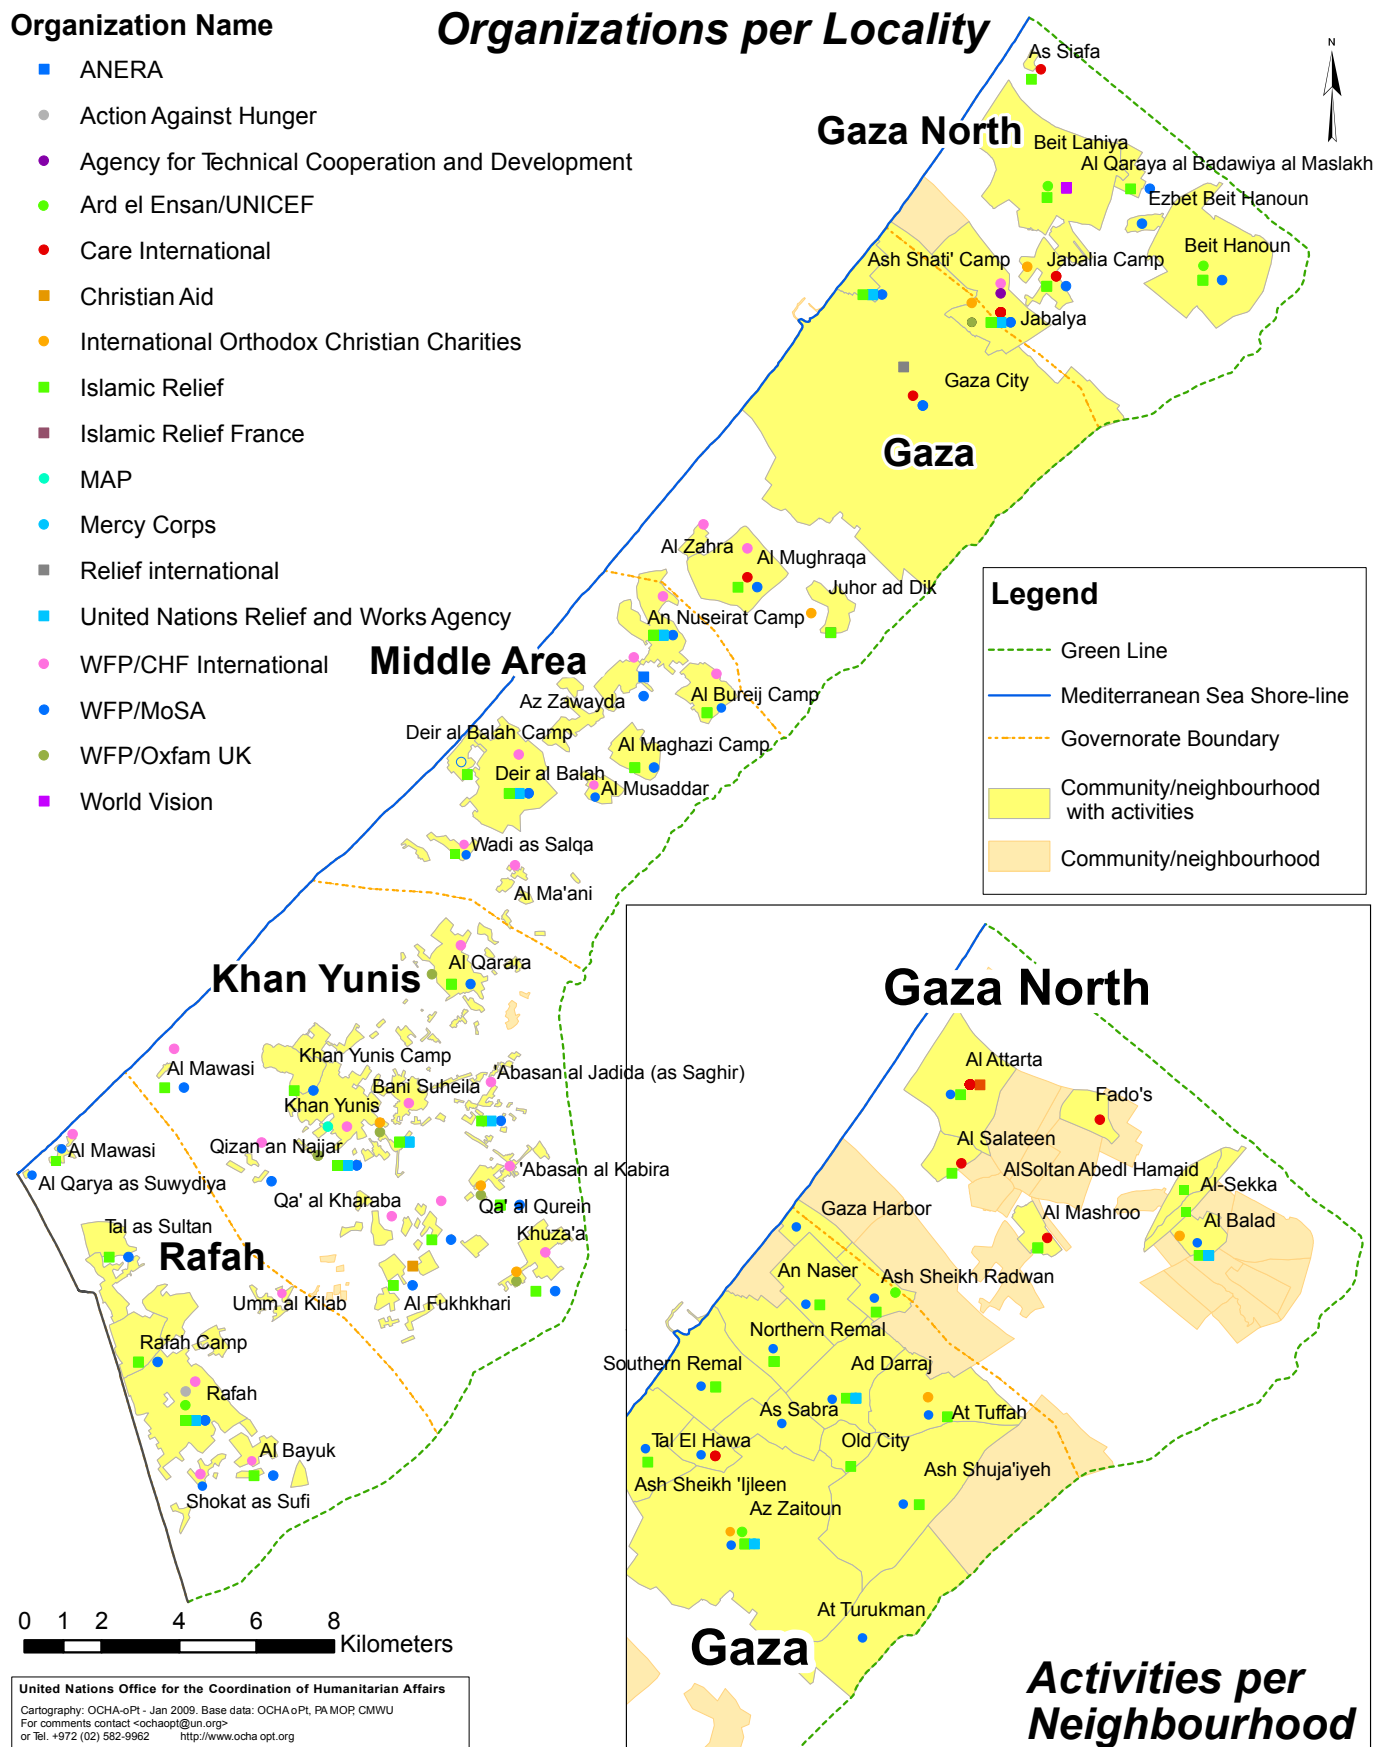 Organization Name
ANERA
Action Against Hunger
Agency for Technical Cooperation and Development
Ard el Ensan/UNICEF
Care International
Christian Aid
International Orthodox Christian Charities
Islamic Relief
Islamic Relief France
MAP
Mercy Corps
Relief international
United Nations Relief and Works Agency
WFP/CHF International
WFP/MoSA
WFP/Oxfam UK
World Vision
Organizations per Locality
N
As Siafa
Gaza North
Beit Lahiya
Al Qaraya al Badawiya al Maslakh
Ezbet Beit Hanoun
Beit Hanoun
Ash Shati' Camp
Jabalia Camp
Jabalya
Gaza City
Gaza
Al Zahra
Al Mughraqa
Juhor ad Dik
An Nuseirat Camp
Middle Area
Az Zawayda
Al Bureij Camp
Deir al Balah Camp
Al Maghazi Camp
Deir al Balah
Al Musaddar
Wadi as Salqa
Al Ma'ani
Al Qarara
Khan Yunis
Al Mawasi
Khan Yunis Camp
'Abasan al Jadida (as Saghir)
Bani Suheila
Khan Yunis
Al Mawasi
Qizan an Najjar
'Abasan al Kabira
Al Qarya as Suwydiya
Qa' al Kharaba
Qa' al Qurein
Tal as Sultan
Khuza'a
Rafah
Umm al Kilab
Al Fukhkhari
Rafah Camp
Rafah
Al Bayuk
Shokat as Sufi
Legend
Green Line
Mediterranean Sea Shore-line
Governorate Boundary
Community/neighbourhood
with activities
Community/neighbourhood
Gaza North
Al Attarta
Fado's
Al Salateen
AlSoltan Abedl Hamaid
Al-Sekka
Al Mashroo
Al Balad
Gaza Harbor
An Naser
Ash Sheikh Radwan
Northern Remal
Southern Remal
Ad Darraj
As Sabra
At Tuffah
Tal El Hawa
Old City
Ash Sheikh 'Ijleen
Ash Shuja'iyeh
Az Zaitoun
At Turukman
Gaza
Activities per
Neighbourhood
0 1 2 4 6 8
Kilometers
United Nations Office for the Coordination of Humanitarian Affairs
Cartography: OCHA-oPt - Jan 2009. Base data: OCHA oPt, PA MOP, CMWU
For comments contact <ochaopt@un.org>
or Tel. +972 (02) 582-9962 http://www.ocha opt.org